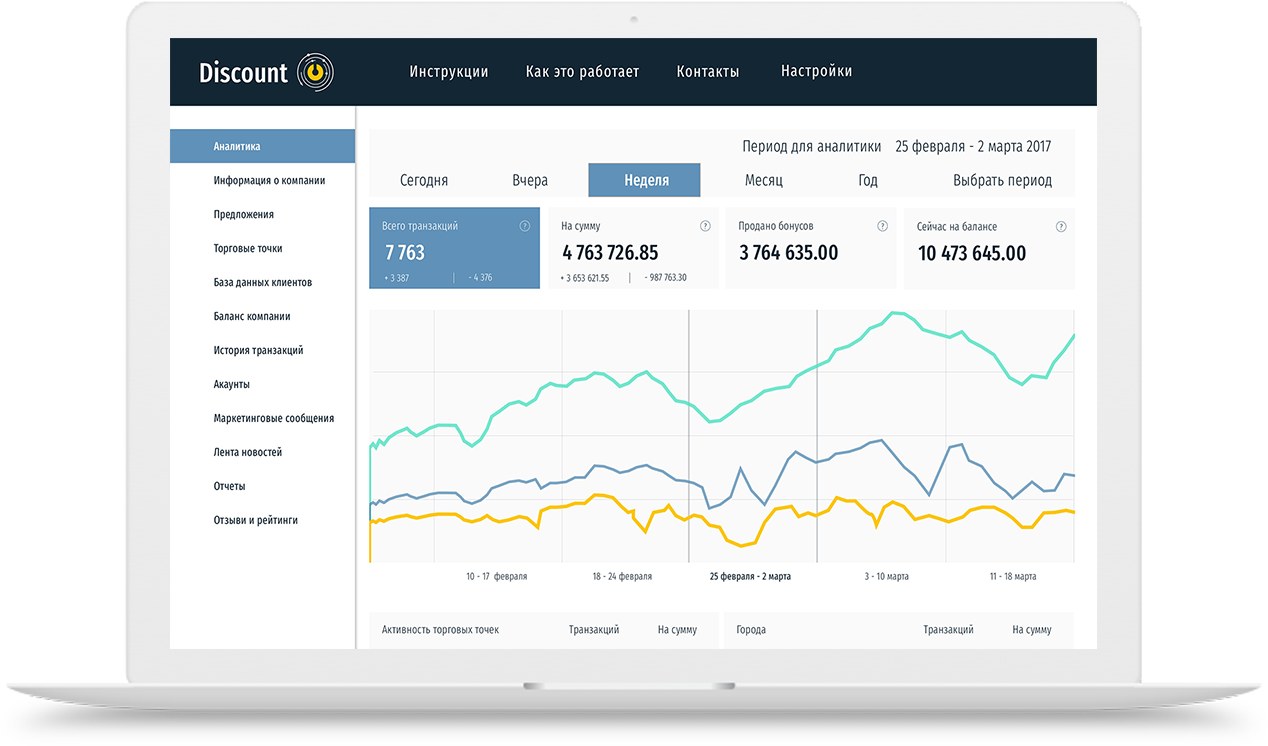 Discount
Инструкции
Как это работает
Контакты
Настройки
Аналитика
Информация о компании
Предложения
Торговые точки
База данных клиентов
Баланс компании
История транзакций
Акаунты
Маркетинговые сообщения
Лента новостей
Отчеты
Отзывы и рейтинги
Период для аналитики 25 февраля - 2 марта 2017
Сегодня
Вчера
Неделя
Месяц
Год
Выбрать период
Всего транзакций ?
7 763
+ 3 387 | - 4 376
На сумму ?
4 763 726.85
+ 3 653 621.55 | - 987 763.30
Продано бонусов ?
3 764 635.00
Сейчас на балансе ?
10 473 645.00
10 - 17 февраля
18 - 24 февраля
25 февраля - 2 марта
3 - 10 марта
11 - 18 марта
Активность торговых точек Транзакций На сумму
Города Транзакций На сумму